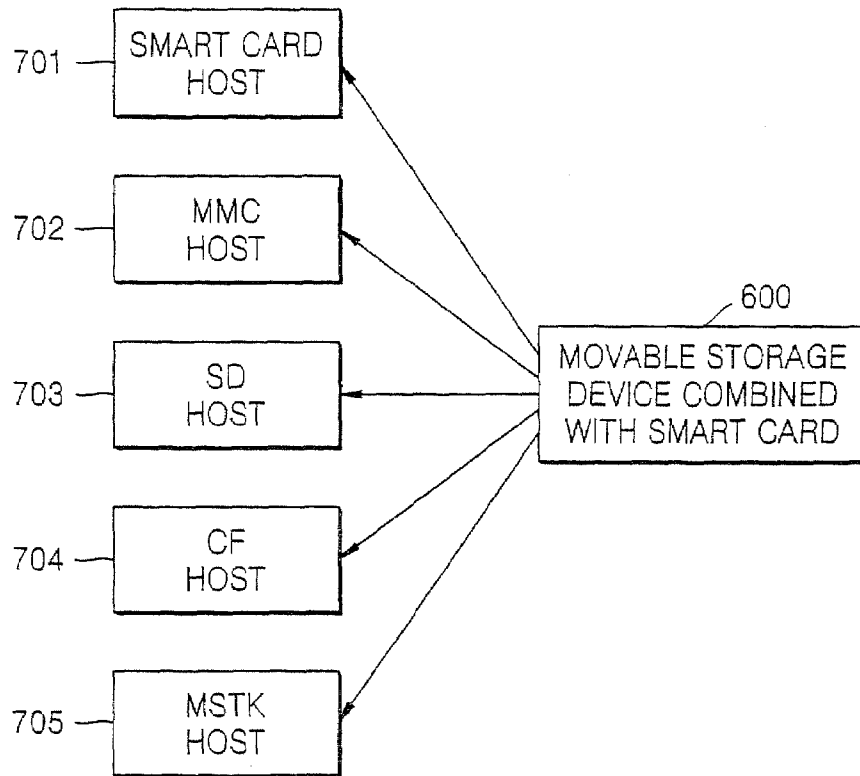 701
SMART CARD
HOST
702
MMC
HOST
600
MOVABLE STORAGE
DEVICE COMBINED
WITH SMART CARD
703
SD
HOST
704
CF
HOST
705
MSTK
HOST